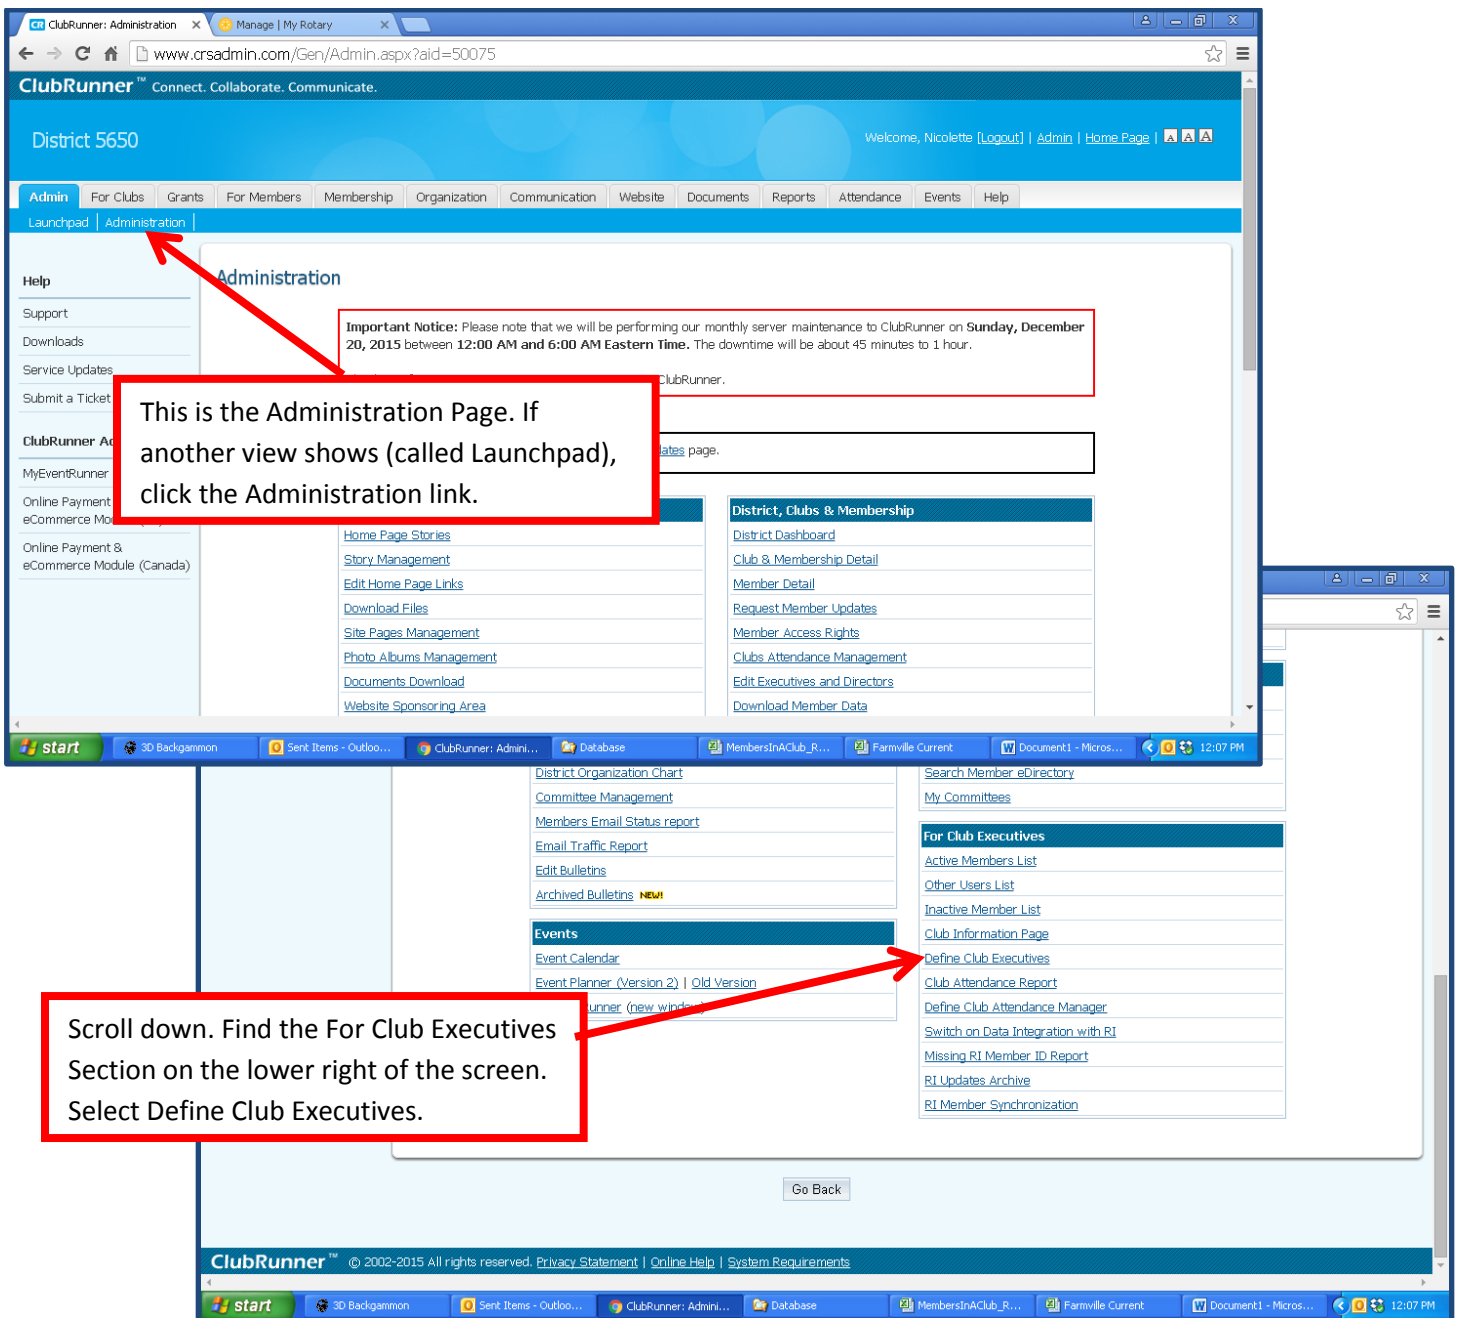 ClubRunner: Administration
Manage | My Rotary
www.crsadmin.com/Gen/Admin.aspx?aid=50075
ClubRunner™ Connect. Collaborate. Communicate.
District 5650
Welcome, Nicolette [Logout] | Admin | Home Page | A A A
Admin For Clubs Grants For Members Membership Organization Communication Website Documents Reports Attendance Events Help
Launchpad | Administration |
Help
Support
Downloads
Service Updates
Submit a Ticket
ClubRunner
MyEventRunner
Online Payment
eCommerce
Online Payment &
eCommerce Module (Canada)
Administration
Important Notice: Please note that we will be performing our monthly server maintenance to ClubRunner on Sunday, December
20, 2015 between 12:00 AM and 6:00 AM Eastern Time. The downtime will be about 45 minutes to 1 hour.
ClubRunner.
page.
This is the Administration Page. If
another view shows (called Launchpad),
click the Administration link.
Home Page Stories
Story Management
Edit Home Page Links
Download Files
Site Pages Management
Photo Albums Management
Documents Download
Website Sponsoring Area
District, Clubs & Membership
District Dashboard
Club & Membership Detail
Member Detail
Request Member Updates
Member Access Rights
Clubs Attendance Management
Edit Executives and Directors
Download Member Data
start 3D Backgammon Sent Items - Outloo... ClubRunner: Admini... Database MembersInAClub_R... Farmville Current Document1 - Micros... 12:07 PM
District Organization Chart
Committee Management
Members Email Status report
Email Traffic Report
Edit Bulletins
Archived Bulletins NEW!
Events
Event Calendar
Event Planner (Version 2) | Old Version
unner (new window)
Search Member eDirectory
My Committees
For Club Executives
Active Members List
Other Users List
Inactive Member List
Club Information Page
Define Club Executives
Club Attendance Report
Define Club Attendance Manager
Switch on Data Integration with RI
Missing RI Member ID Report
RI Updates Archive
RI Member Synchronization
Scroll down. Find the For Club Executives
Section on the lower right of the screen.
Select Define Club Executives.
Go Back
ClubRunner™ © 2002-2015 All rights reserved. Privacy Statement | Online Help | System Requirements
start 3D Backgammon Sent Items - Outloo... ClubRunner: Admini... Database MembersInAClub_R... Farmville Current Document1 - Micros... 12:07 PM